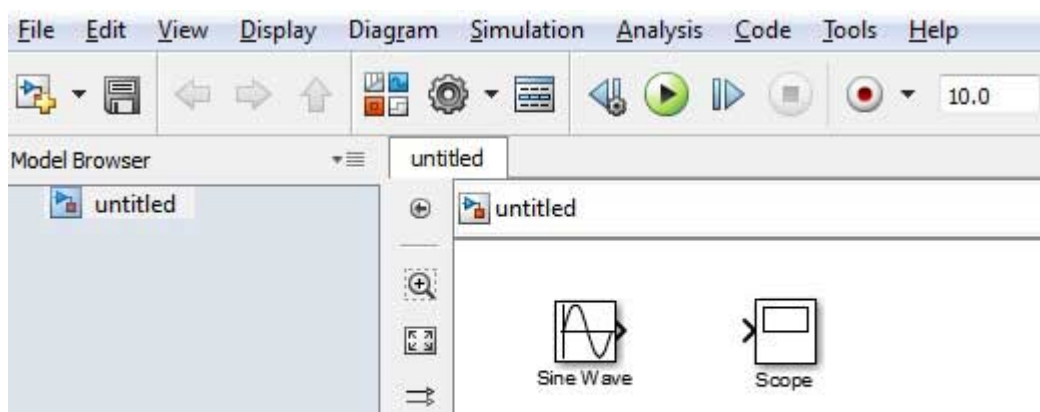 File Edit View Display Diagram Simulation Analysis Code Tools Help
10.0
Model Browser
untitled
untitled
untitled
Sine Wave
Scope